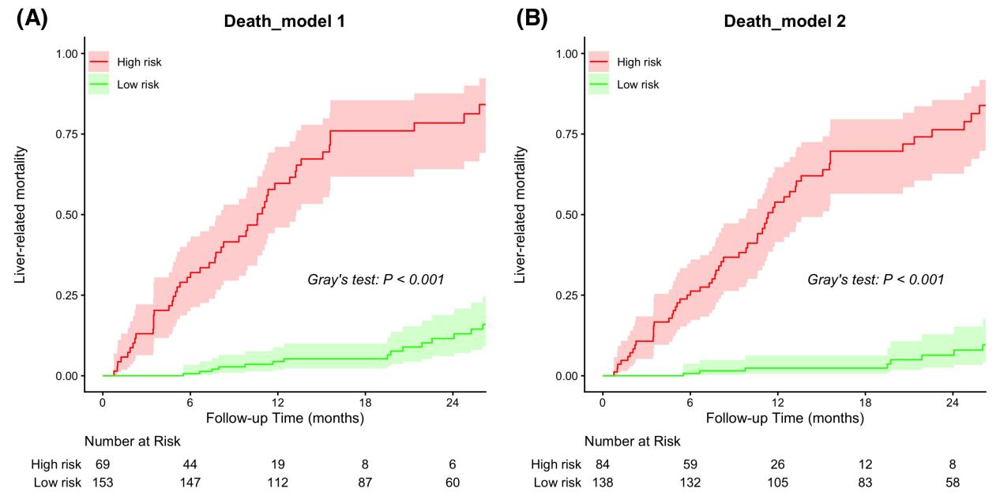 (A)
Death_model 1
Liver-related mortality
1.00
0.75
0.50
0.25
0.00
High risk
Low risk
Gray's test: P < 0.001
0 6 12 18 24
Follow-up Time (months)
Number at Risk
High risk 69 44 19 8 6
Low risk 153 147 112 87 60
(B)
Death_model 2
Liver-related mortality
1.00
0.75
0.50
0.25
0.00
High risk
Low risk
Gray's test: P < 0.001
0 6 12 18 24
Follow-up Time (months)
Number at Risk
High risk 84 59 26 12 8
Low risk 138 132 105 83 58